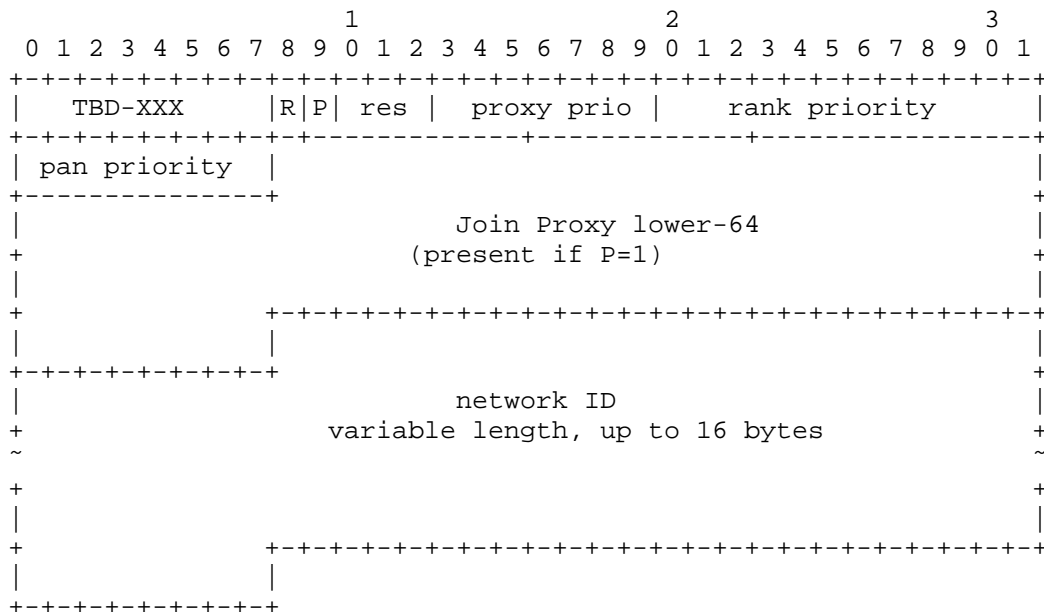 1                   2                   3
 0 1 2 3 4 5 6 7 8 9 0 1 2 3 4 5 6 7 8 9 0 1 2 3 4 5 6 7 8 9 0 1
+-+-+-+-+-+-+-+-+-+-+-+-+-+-+-+-+-+-+-+-+-+-+-+-+-+-+-+-+-+-+-+-+
|   TBD-XXX     |R|P| res |  proxy prio |    rank priority      |
+-+-+-+-+-+-+-+-+-+-------------+-------------+-----------------+
| pan priority  |                                               |
+---------------+                                               +
|                           Join Proxy lower-64                 |
+                        (present if P=1)                       +
|                                                               |
+               +-+-+-+-+-+-+-+-+-+-+-+-+-+-+-+-+-+-+-+-+-+-+-+-+
|               |                                               |
+-+-+-+-+-+-+-+-+                                               +
|                           network ID                          |
+                   variable length, up to 16 bytes             +
~                                                               ~
+                                                               +
|                                                               |
+               +-+-+-+-+-+-+-+-+-+-+-+-+-+-+-+-+-+-+-+-+-+-+-+-+
|               |
+-+-+-+-+-+-+-+-+